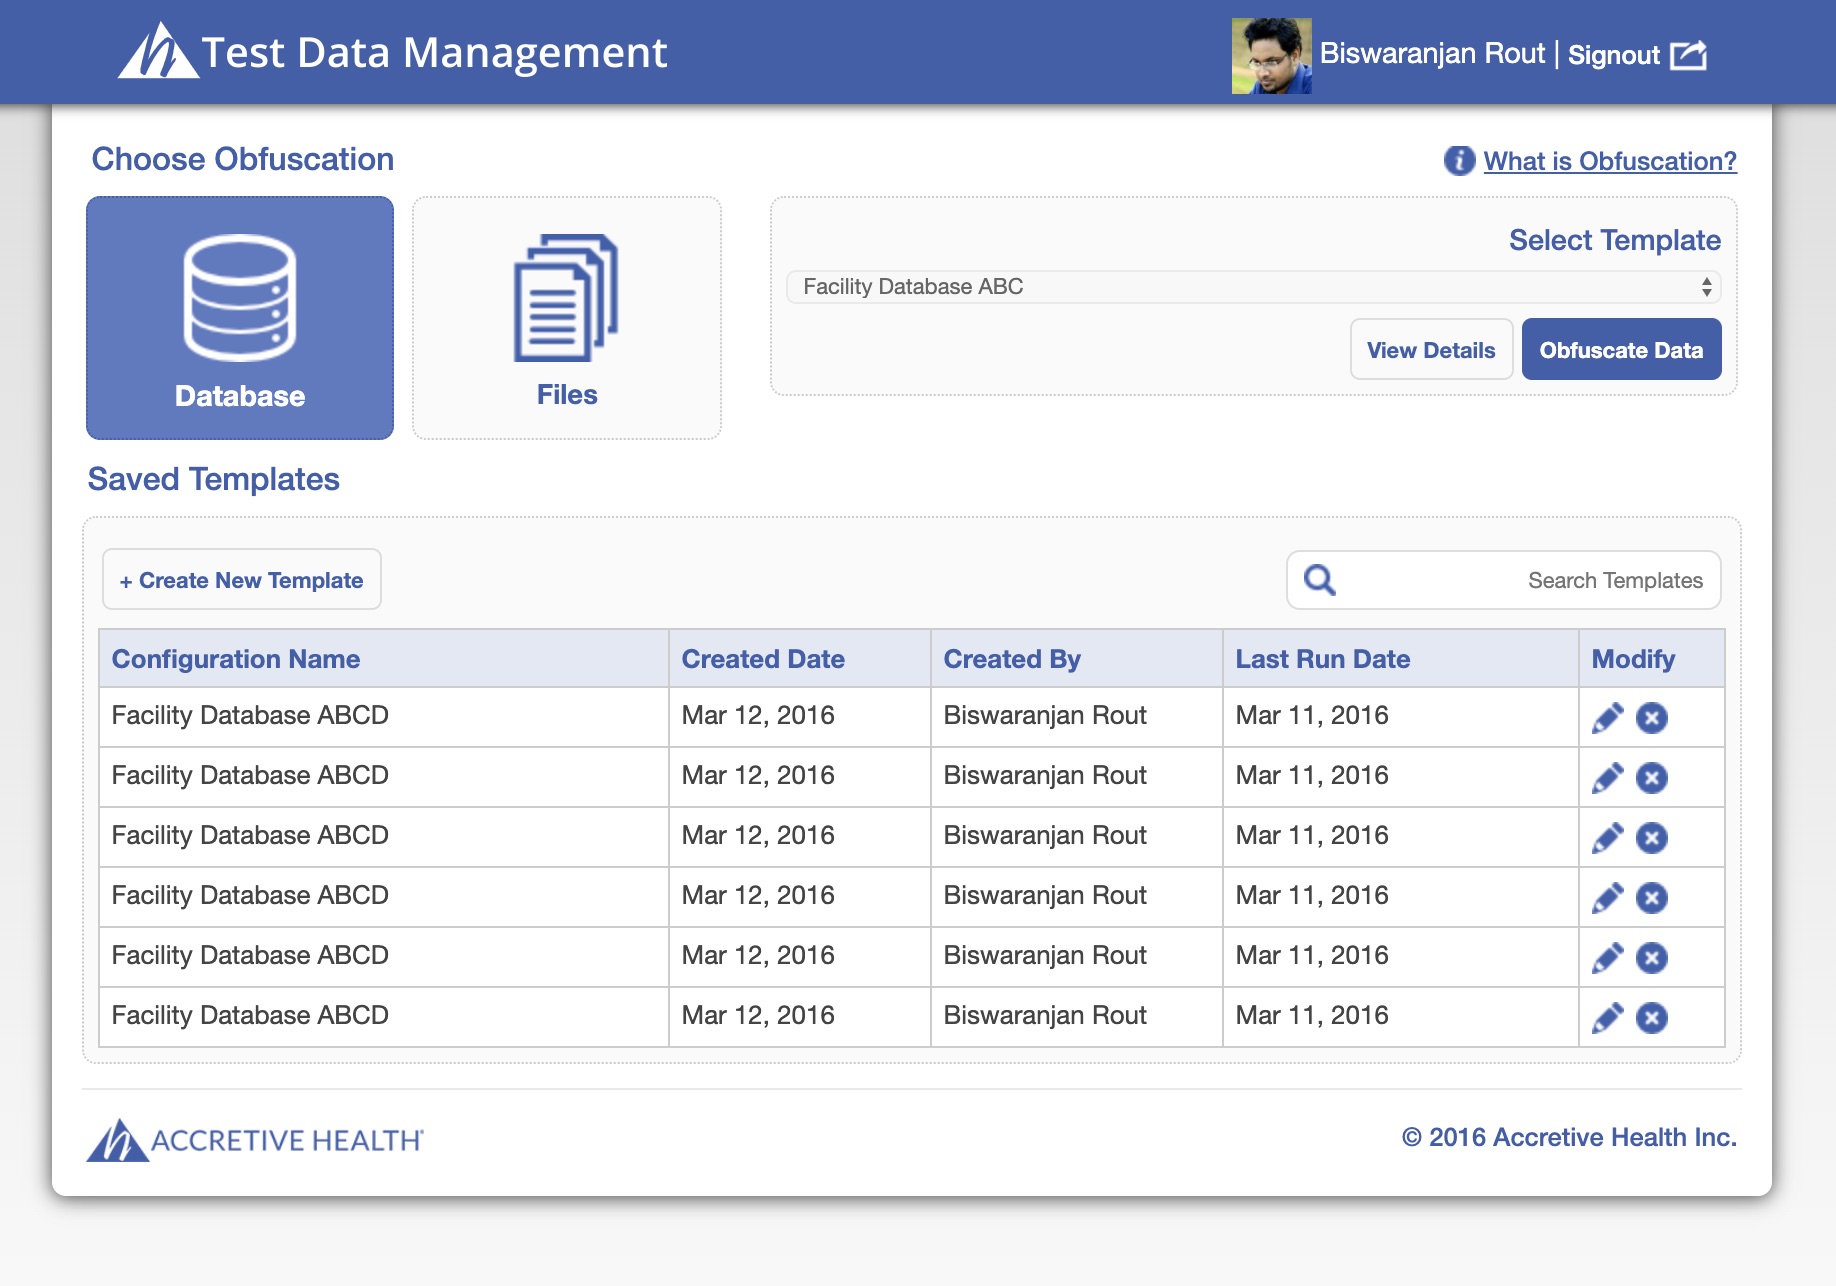 Test Data Management
Biswaranjan Rout | Signout
Choose Obfuscation
What is Obfuscation?
Database
Files
Select Template
Facility Database ABC
View Details
Obfuscate Data
Saved Templates
+ Create New Template
Search Templates
Configuration Name Created Date Created By Last Run Date Modify
Facility Database ABCD Mar 12, 2016 Biswaranjan Rout Mar 11, 2016
Facility Database ABCD Mar 12, 2016 Biswaranjan Rout Mar 11, 2016
Facility Database ABCD Mar 12, 2016 Biswaranjan Rout Mar 11, 2016
Facility Database ABCD Mar 12, 2016 Biswaranjan Rout Mar 11, 2016
Facility Database ABCD Mar 12, 2016 Biswaranjan Rout Mar 11, 2016
Facility Database ABCD Mar 12, 2016 Biswaranjan Rout Mar 11, 2016
ACCRETIVE HEALTH
© 2016 Accretive Health Inc.